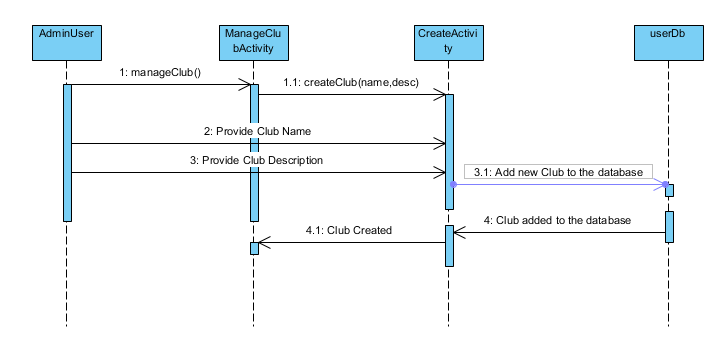 AdminUser
ManageClu
bActivity
CreateActivi
ty
userDb
1: manageClub()
1.1: createClub(name,desc)
2: Provide Club Name
3: Provide Club Description
3.1: Add new Club to the database
4: Club added to the database
4.1: Club Created